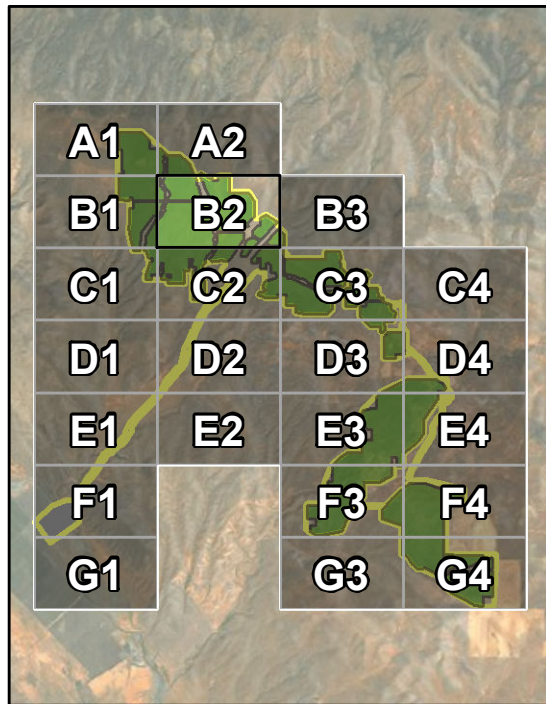 A1 A2
B1 B2 B3
C1 C2 C3 C4
D1 D2 D3 D4
E1 E2 E3 E4
F1 F3 F4
G1 G3 G4